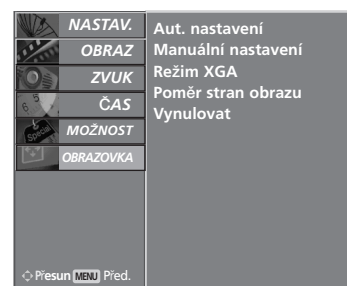 NASTAV.
OBRAZ
ZVUK
ČAS
Special
MOŽNOST
OBRAZOVKA
Přesun MENU Před.
Aut. nastavení
Manuální nastavení
Režim XGA
Poměr stran obrazu
Vynulovat